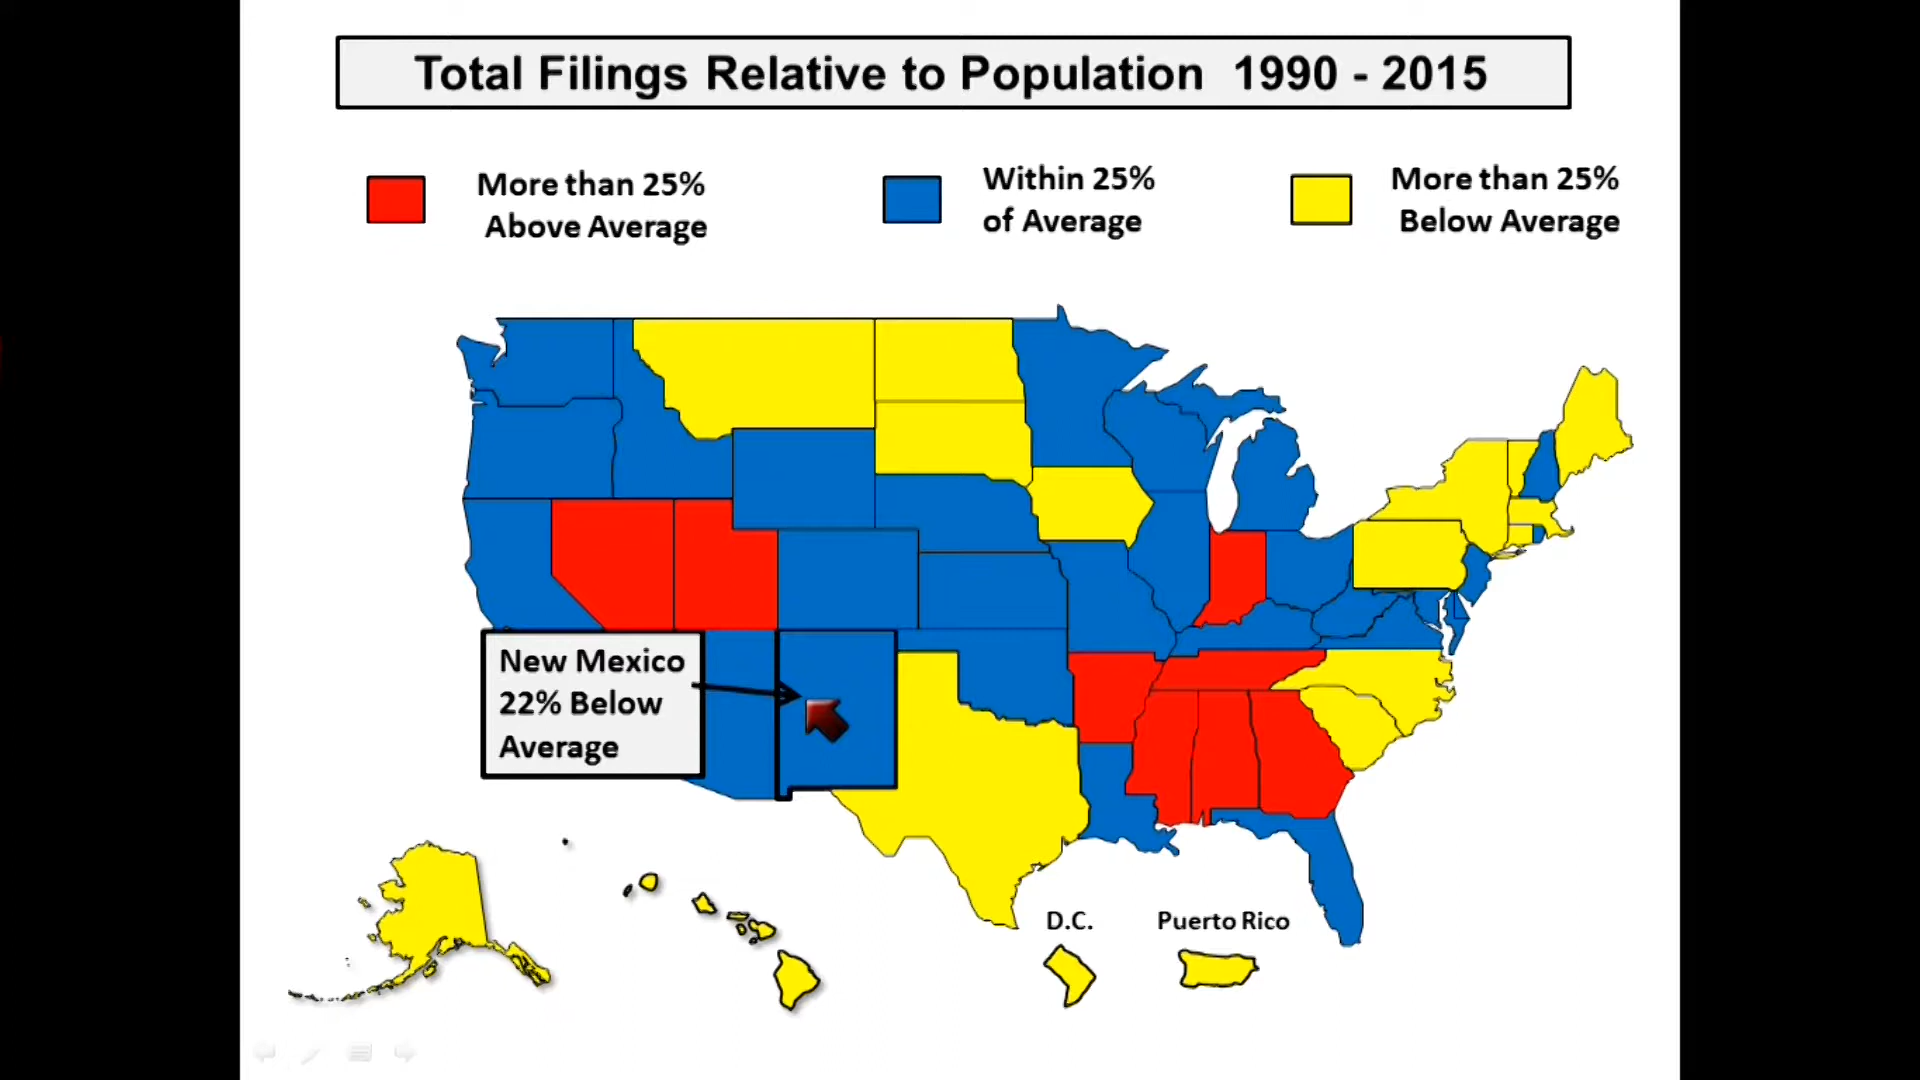 Total Filings Relative to Population 1990 - 2015
More than 25%
Above Average
Within 25%
of Average
More than 25%
Below Average
New Mexico
22% Below
Average
D.C.
Puerto Rico